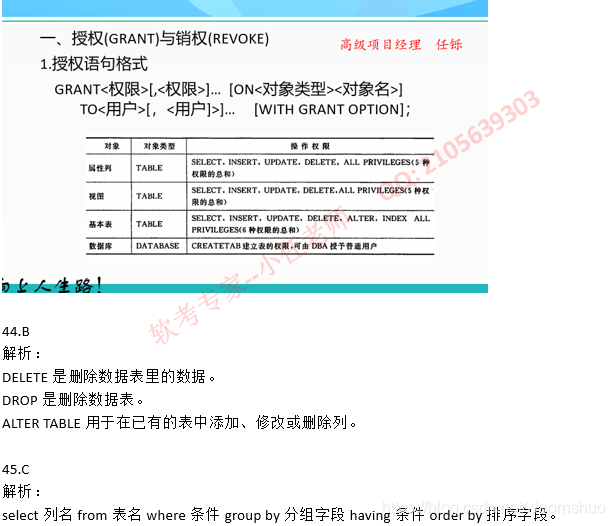 一、授权(GRANT)与销权(REVOKE)
高级项目经理 任铄
1.授权语句格式
GRANT<权限>[,<权限>]... [ON<对象类型><对象名>]
TO<用户>[，<用户]>]... [WITH GRANT OPTION]；
对象 对象类型 操作权限
属性列 TABLE SELECT，INSERT，UPDATE，DELETE，ALL PRIVILEGES(5 种权限的总和)
视图 TABLE SELECT，INSERT，UPDATE，DELETE，ALL PRIVILEGES(5 种权限的总和)
基本表 TABLE SELECT，INSERT，UPDATE，DELETE，ALTER，INDEX ALL PRIVILEGES(6 种权限的总和)
数据库 DATABASE CREATETAB 建立表的权限，可由 DBA 授予普通用户
QQ: 2105639303
软考专家--小任老师
向上人生路！
44.B
解析：
DELETE 是删除数据表里的数据。
DROP 是删除数据表。
ALTER TABLE 用于在已有的表中添加、修改或删除列。
45.C
解析：
select 列名 from 表名 where 条件 group by 分组字段 having 条件 order by 排序字段。